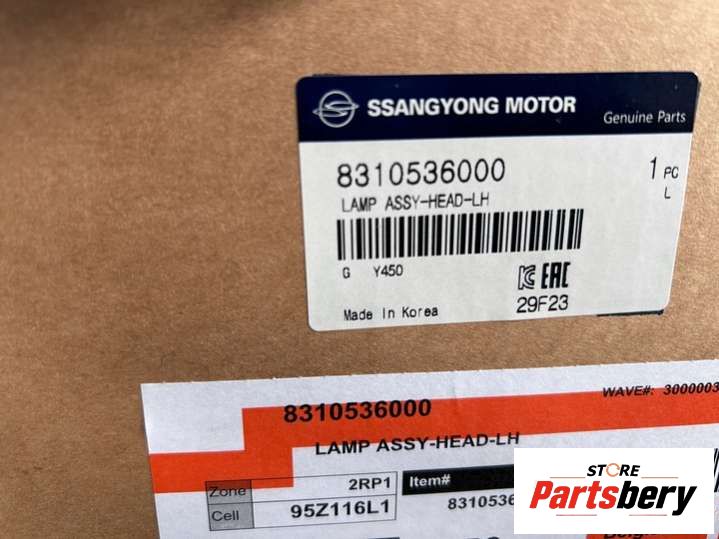 SSANGYONG MOTOR
Genuine Parts
8310536000
1 PC
LAMP ASSY-HEAD-LH
L
G Y450
EAC
29F23
Made In Korea
WAVE#: 3000003
8310536000
LAMP ASSY-HEAD-LH
Zone 2RP1
Item#
Cell 95Z116L1
8310536
STORE
Partsbery